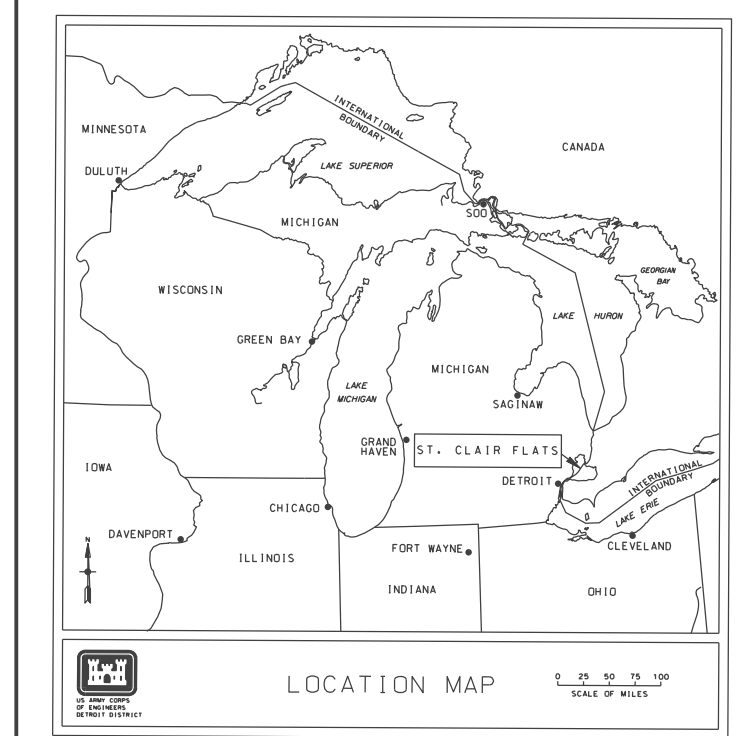 INTERNATIONAL
BOUNDARY
MINNESOTA
CANADA
DULUTH
LAKE SUPERIOR
SOO
MICHIGAN
GEORGIAN
BAY
WISCONSIN
LAKE HURON
GREEN BAY
MICHIGAN
LAKE
MICHIGAN
SAGINAW
GRAND
HAVEN
ST. CLAIR FLATS
IOWA
INTERNATIONAL
BOUNDARY
DETROIT
LAKE ERIE
CHICAGO
DAVENPORT
CLEVELAND
FORT WAYNE
ILLINOIS
N
INDIANA
OHIO
US ARMY CORPS
OF ENGINEERS
DETROIT DISTRICT
LOCATION MAP
0 25 50 75 100
SCALE OF MILES